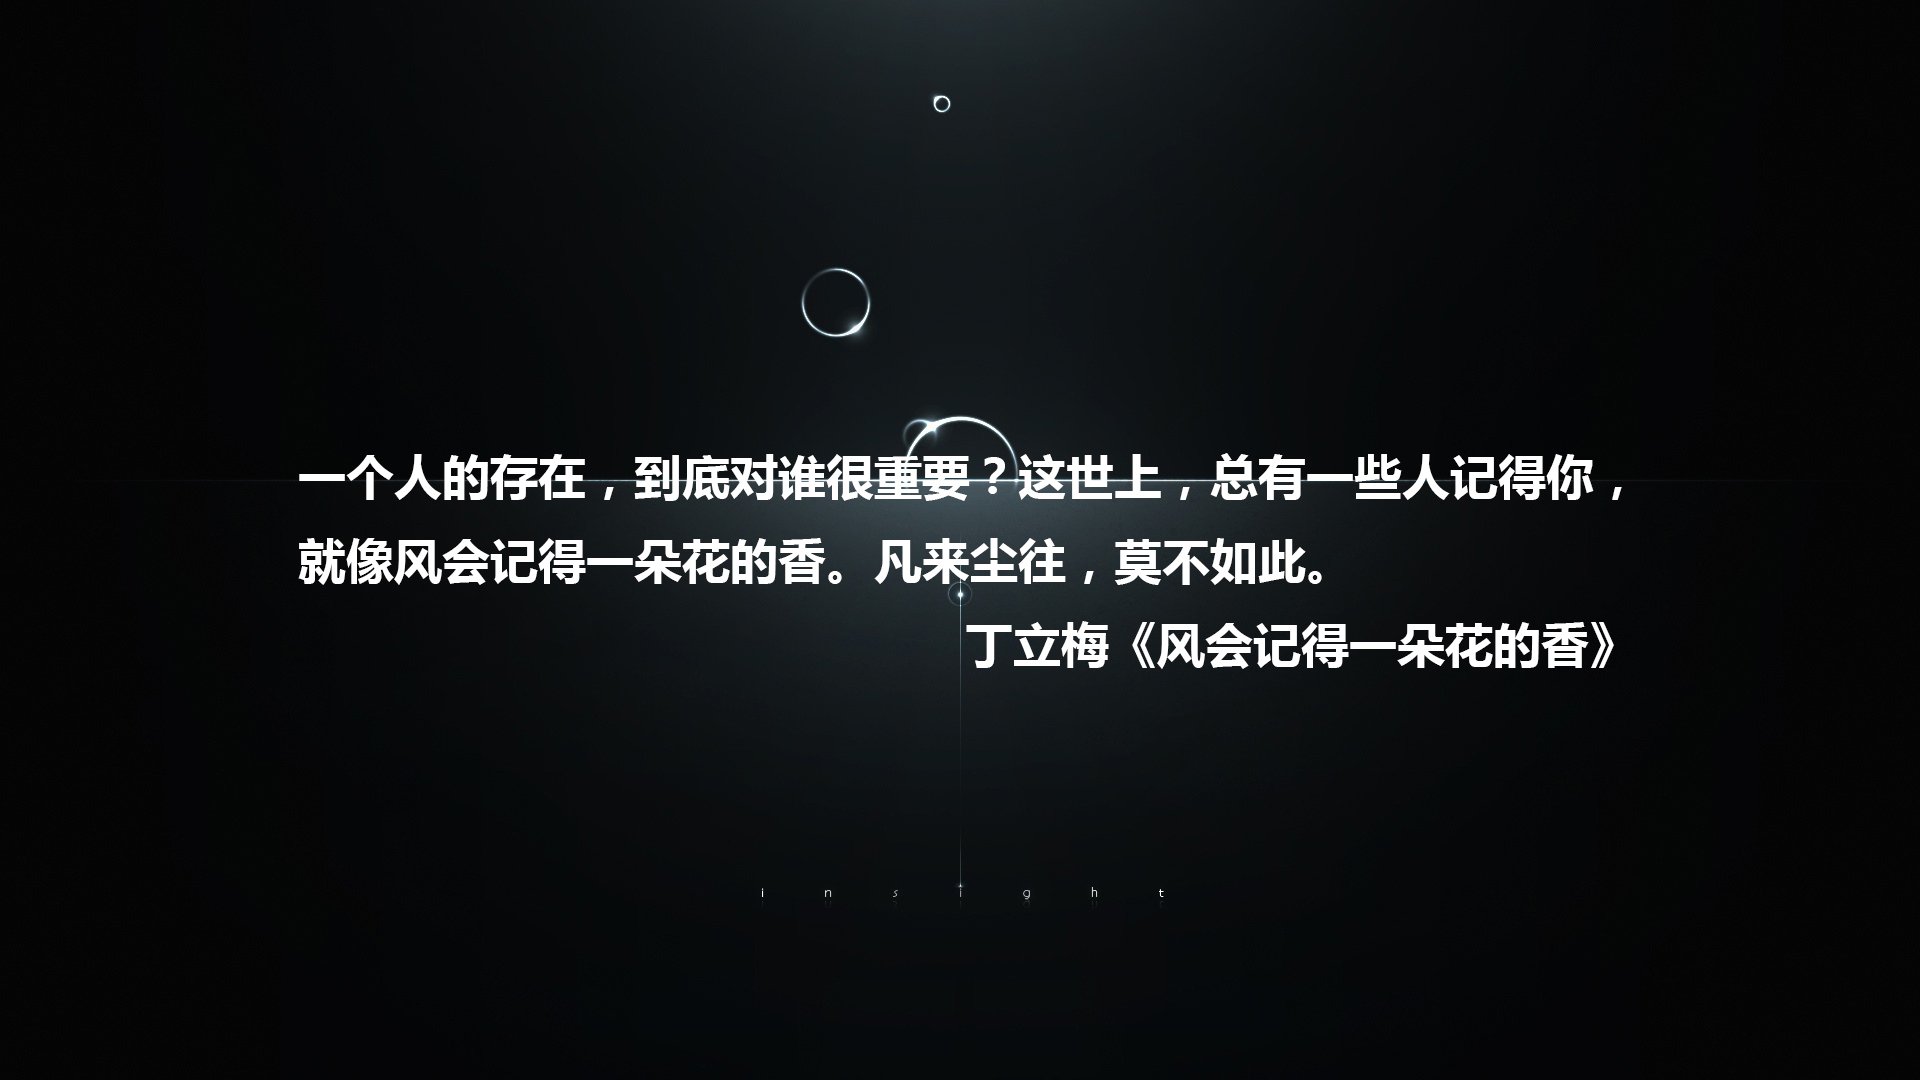 一个人的存在，到底对谁很重要？这世上，总有一些人记得你，
就像风会记得一朵花的香。凡来尘往，莫不如此。
丁立梅《风会记得一朵花的香》
i n s i g h t